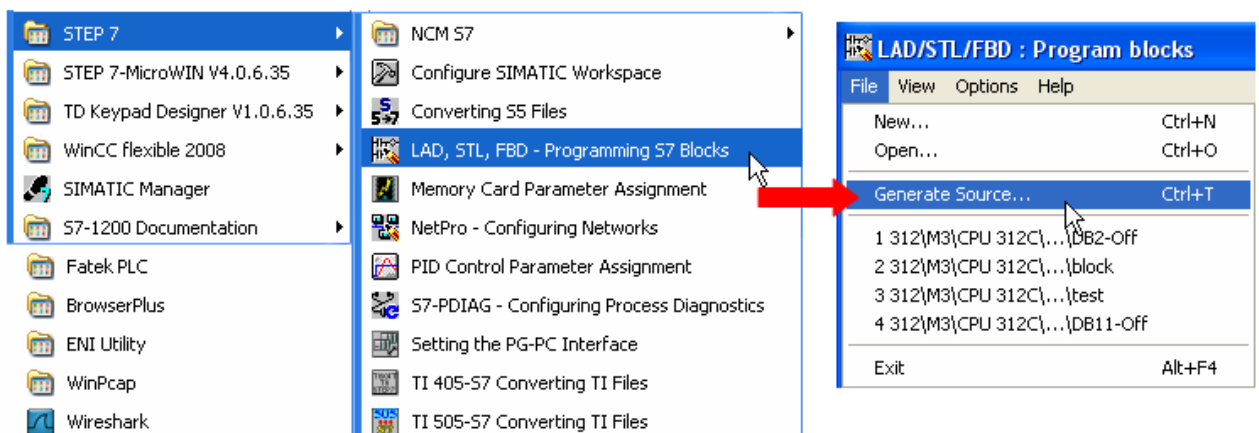 STEP 7
STEP 7-MicroWIN V4.0.6.35
TD Keypad Designer V1.0.6.35
WinCC flexible 2008
SIMATIC Manager
S7-1200 Documentation
Fatek PLC
BrowserPlus
ENI Utility
WinPcap
Wireshark
NCM S7
Configure SIMATIC Workspace
Converting S5 Files
LAD, STL, FBD - Programming S7 Blocks
Memory Card Parameter Assignment
NetPro - Configuring Networks
PID Control Parameter Assignment
S7-PDIAG - Configuring Process Diagnostics
Setting the PG-PC Interface
TI 405-S7 Converting TI Files
TI 505-S7 Converting TI Files
LAD/STL/FBD : Program blocks
File View Options Help
New... Ctrl+N
Open... Ctrl+O
Generate Source... Ctrl+T
1 312\M3\CPU 312C\...\DB2-Off
2 312\M3\CPU 312C\...\block
3 312\M3\CPU 312C\...\test
4 312\M3\CPU 312C\...\DB11-Off
Exit Alt+F4